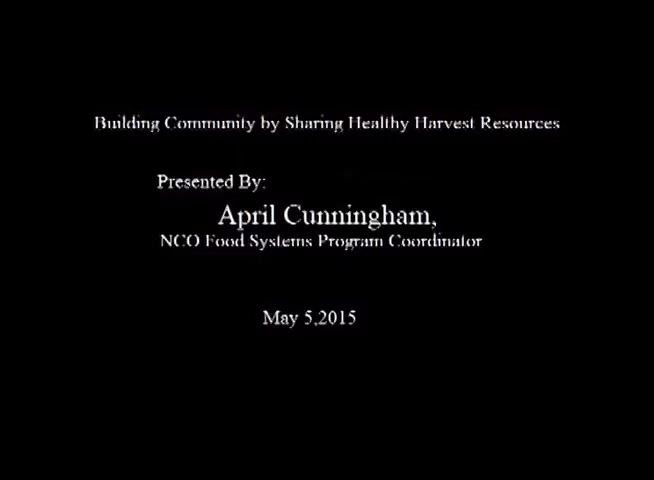 Building Community by Sharing Healthy Harvest Resources
Presented By:
April Cunningham,
NCO Food Systems Program Coordinator
May 5,2015